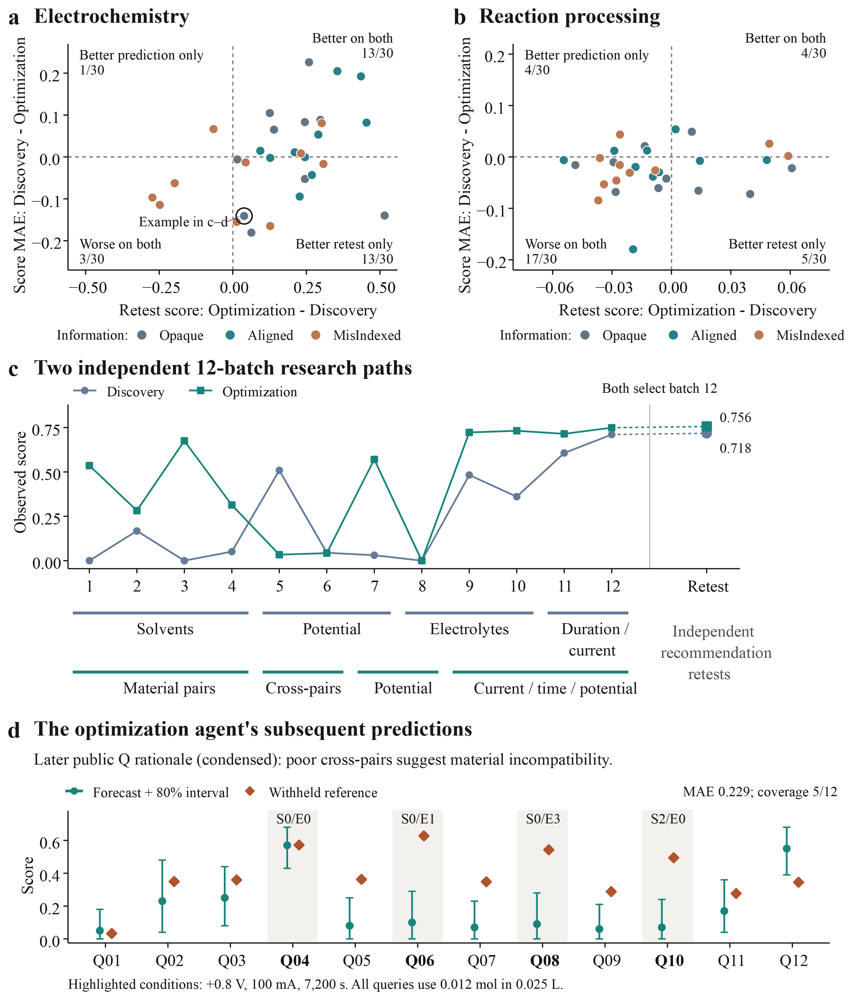 a Electrochemistry
Better prediction only
1/30
Better on both
13/30
Score MAE: Discovery - Optimization
0.2
0.1
0.0
−0.1
−0.2
Example in c–d
Worse on both
3/30
Better retest only
13/30
−0.50 −0.25 0.00 0.25 0.50
Retest score: Optimization - Discovery
Information: Opaque Aligned MisIndexed
b Reaction processing
Better prediction only
4/30
Better on both
4/30
Score MAE: Discovery - Optimization
0.2
0.1
0.0
−0.1
−0.2
Worse on both
17/30
Better retest only
5/30
−0.06 −0.03 0.00 0.03 0.06
Retest score: Optimization - Discovery
Information: Opaque Aligned MisIndexed
c Two independent 12-batch research paths
Discovery Optimization
Both select batch 12
Observed score
0.75
0.50
0.25
0.00
0.756
0.718
1 2 3 4 5 6 7 8 9 10 11 12 Retest
Solvents Potential Electrolytes Duration /
current
Material pairs Cross-pairs Potential Current / time / potential
Independent
recommendation
retests
d The optimization agent's subsequent predictions
Later public Q rationale (condensed): poor cross-pairs suggest material incompatibility.
Forecast + 80% interval Withheld reference
MAE 0.229; coverage 5/12
S0/E0 S0/E1 S0/E3 S2/E0
Score
0.6
0.4
0.2
0.0
Q01 Q02 Q03 Q04 Q05 Q06 Q07 Q08 Q09 Q10 Q11 Q12
Highlighted conditions: +0.8 V, 100 mA, 7,200 s. All queries use 0.012 mol in 0.025 L.